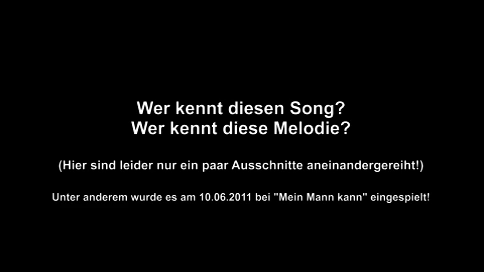 Wer kennt diesen Song?
Wer kennt diese Melodie?
(Hier sind leider nur ein paar Ausschnitte aneinandergereiht!)
Unter anderem wurde es am 10.06.2011 bei "Mein Mann kann" eingespielt!